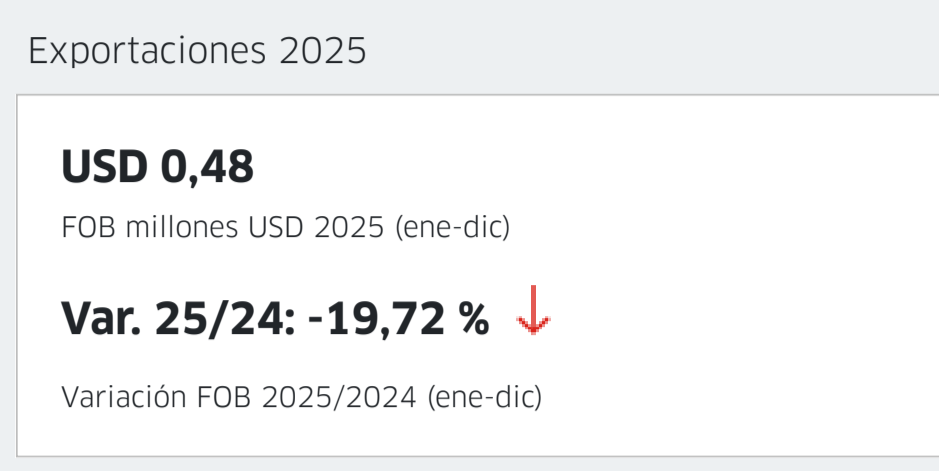 Exportaciones 2025
USD 0,48
FOB millones USD 2025 (ene-dic)
Var. 25/24: -19,72 %
Variación FOB 2025/2024 (ene-dic)